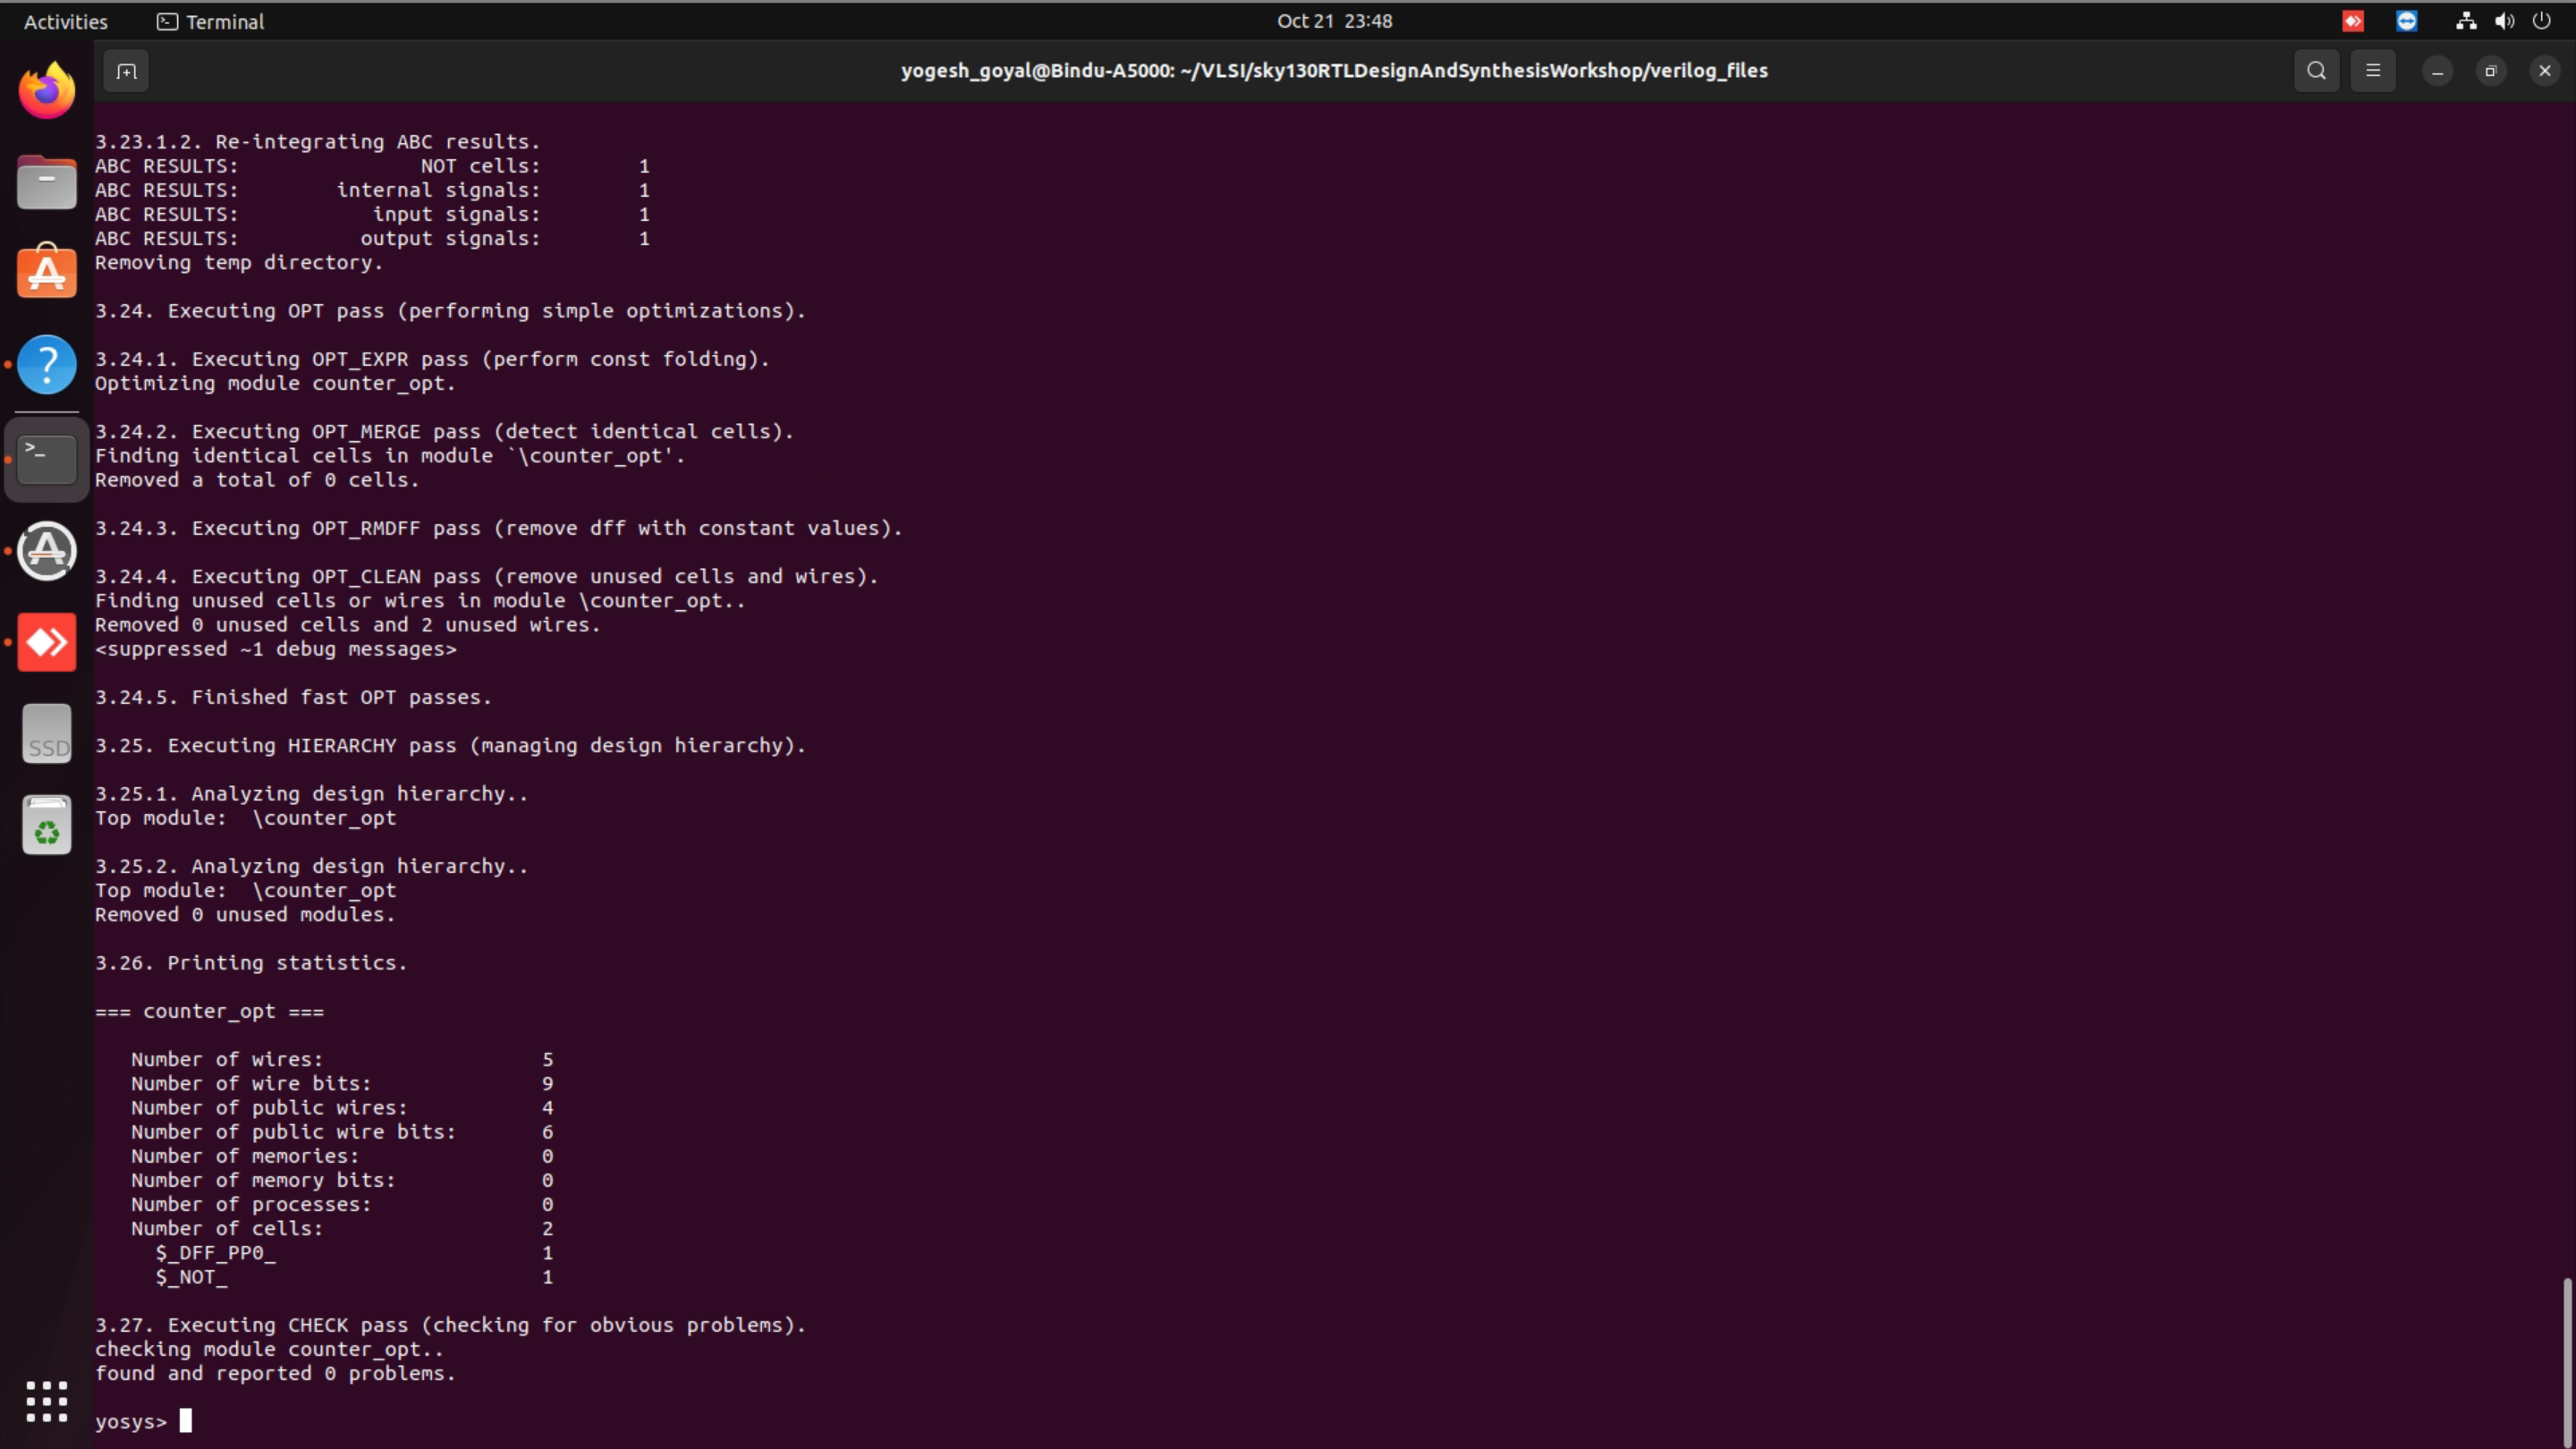 Activities Terminal Oct 21 23:48
yogesh_goyal@Bindu-A5000: ~/VLSI/sky130RTLDesignAndSynthesisWorkshop/verilog_files
3.23.1.2. Re-integrating ABC results.
ABC RESULTS:               NOT cells:        1
ABC RESULTS:        internal signals:        1
ABC RESULTS:           input signals:        1
ABC RESULTS:          output signals:        1
Removing temp directory.
3.24. Executing OPT pass (performing simple optimizations).
3.24.1. Executing OPT_EXPR pass (perform const folding).
Optimizing module counter_opt.
3.24.2. Executing OPT_MERGE pass (detect identical cells).
Finding identical cells in module `\counter_opt'.
Removed a total of 0 cells.
3.24.3. Executing OPT_RMDFF pass (remove dff with constant values).
3.24.4. Executing OPT_CLEAN pass (remove unused cells and wires).
Finding unused cells or wires in module \counter_opt..
Removed 0 unused cells and 2 unused wires.
<suppressed ~1 debug messages>
3.24.5. Finished fast OPT passes.
3.25. Executing HIERARCHY pass (managing design hierarchy).
3.25.1. Analyzing design hierarchy..
Top module:  \counter_opt
3.25.2. Analyzing design hierarchy..
Top module:  \counter_opt
Removed 0 unused modules.
3.26. Printing statistics.
=== counter_opt ===
   Number of wires:                  5
   Number of wire bits:              9
   Number of public wires:           4
   Number of public wire bits:       6
   Number of memories:               0
   Number of memory bits:            0
   Number of processes:              0
   Number of cells:                  2
     $_DFF_PP0_                      1
     $_NOT_                          1
3.27. Executing CHECK pass (checking for obvious problems).
checking module counter_opt..
found and reported 0 problems.
yosys>
SSD